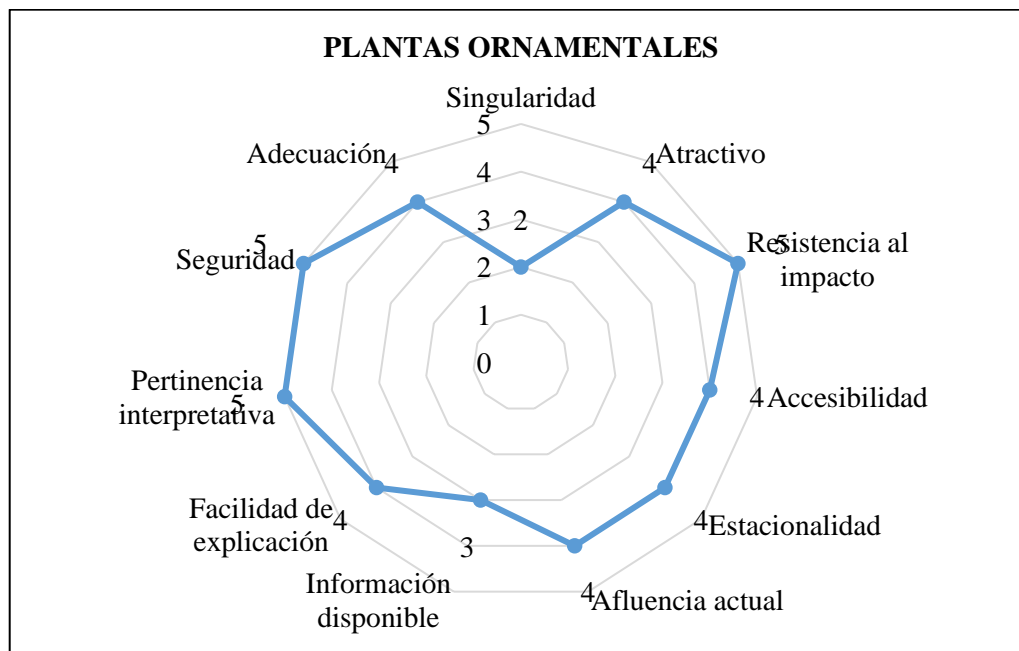 PLANTAS ORNAMENTALES
Singularidad
5
Adecuación
4
4
Atractivo
4
3
2
Seguridad
5
2
Resistencia al
impacto
5
1
0
Pertinencia
interpretativa
5
4
Accesibilidad
Facilidad de
explicación
4
4
Estacionalidad
3
Información
disponible
4
Afluencia actual